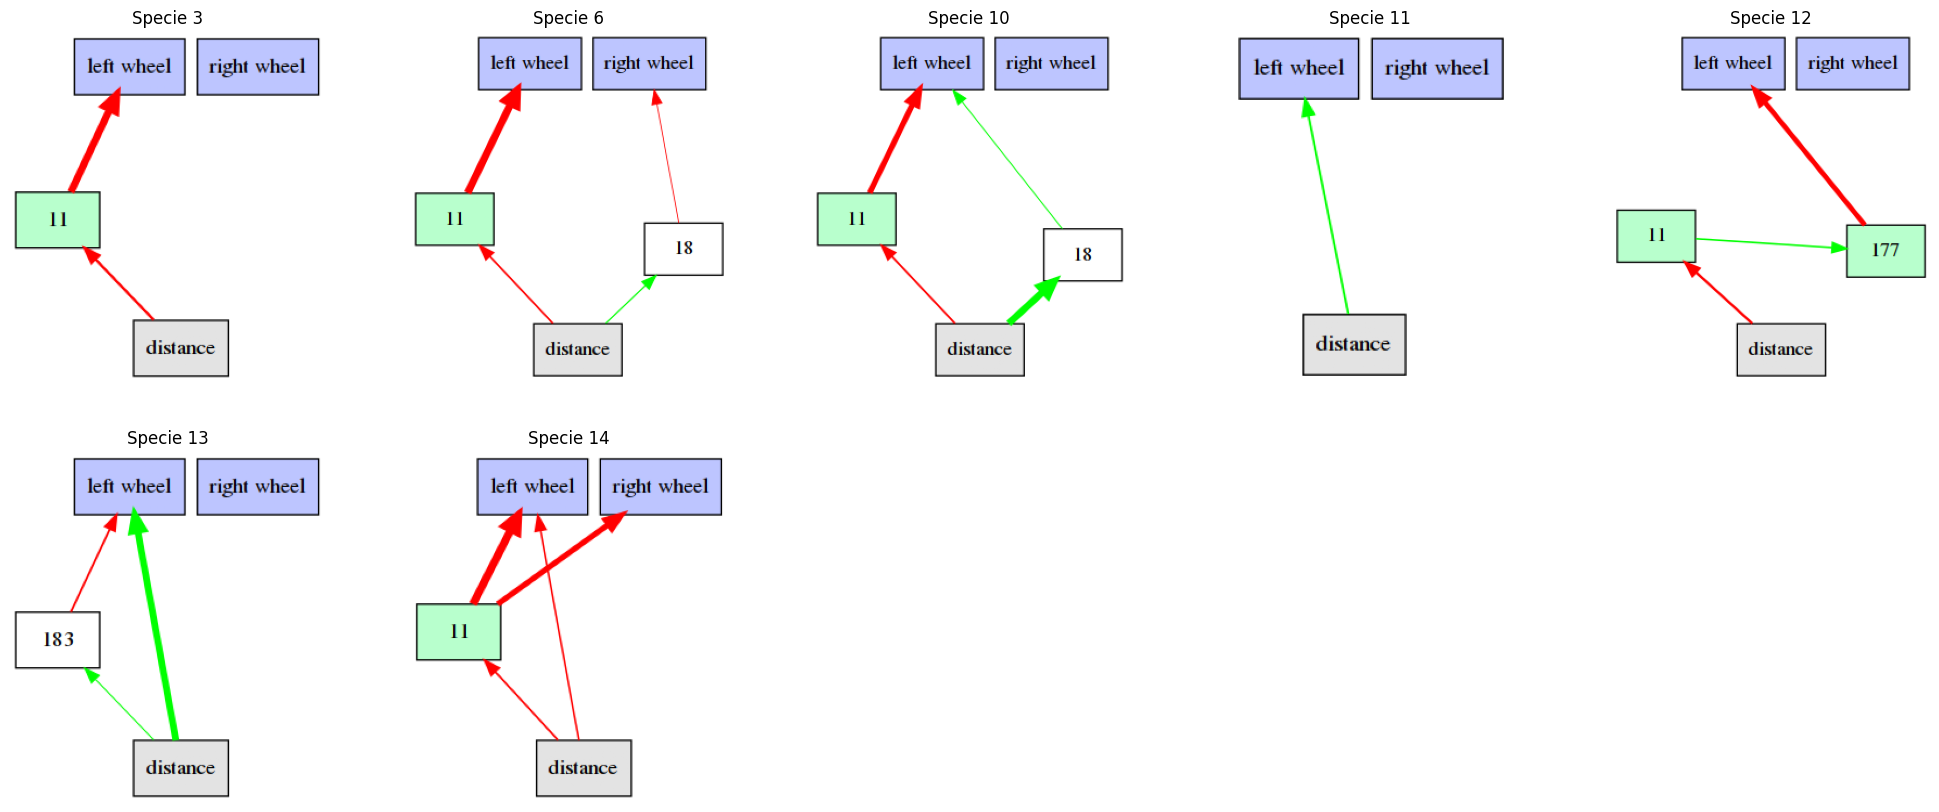 Specie 3
left wheel
right wheel
11
distance
Specie 6
left wheel
right wheel
11
18
distance
Specie 10
left wheel
right wheel
11
18
distance
Specie 11
left wheel
right wheel
distance
Specie 12
left wheel
right wheel
11
177
distance
Specie 13
left wheel
right wheel
183
distance
Specie 14
left wheel
right wheel
11
distance